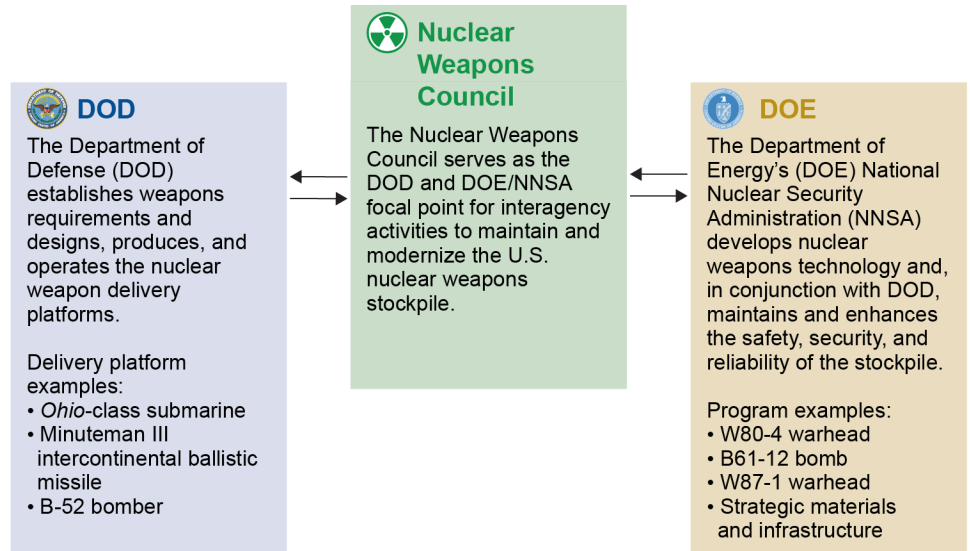 DOD
The Department of
Defense (DOD)
establishes weapons
requirements and
designs, produces, and
operates the nuclear
weapon delivery
platforms.
Delivery platform
examples:
• Ohio-class submarine
• Minuteman III
intercontinental ballistic
missile
• B-52 bomber
Nuclear
Weapons
Council
The Nuclear Weapons
Council serves as the
DOD and DOE/NNSA
focal point for interagency
activities to maintain and
modernize the U.S.
nuclear weapons
stockpile.
DOE
The Department of
Energy’s (DOE) National
Nuclear Security
Administration (NNSA)
develops nuclear
weapons technology and,
in conjunction with DOD,
maintains and enhances
the safety, security, and
reliability of the stockpile.
Program examples:
• W80-4 warhead
• B61-12 bomb
• W87-1 warhead
• Strategic materials
and infrastructure